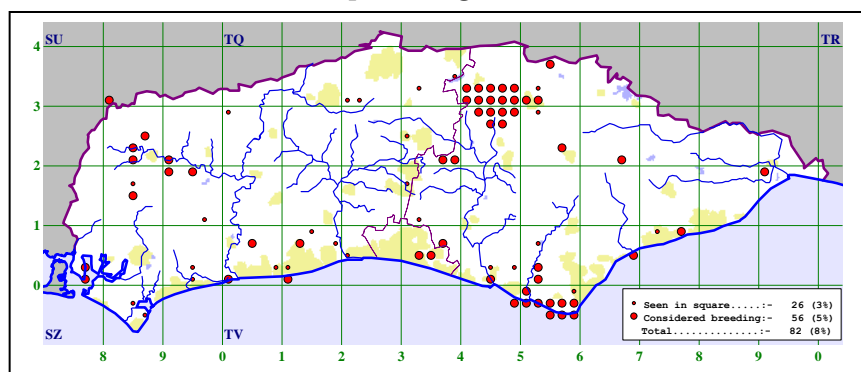 SU TQ TR
4
3
2
1
0
SZ TV
8 9 0 1 2 3 4 5 6 7 8 9 0
Seen in square.....:- 26 (3%)
Considered breeding:- 56 (5%)
Total..............:- 82 (8%)